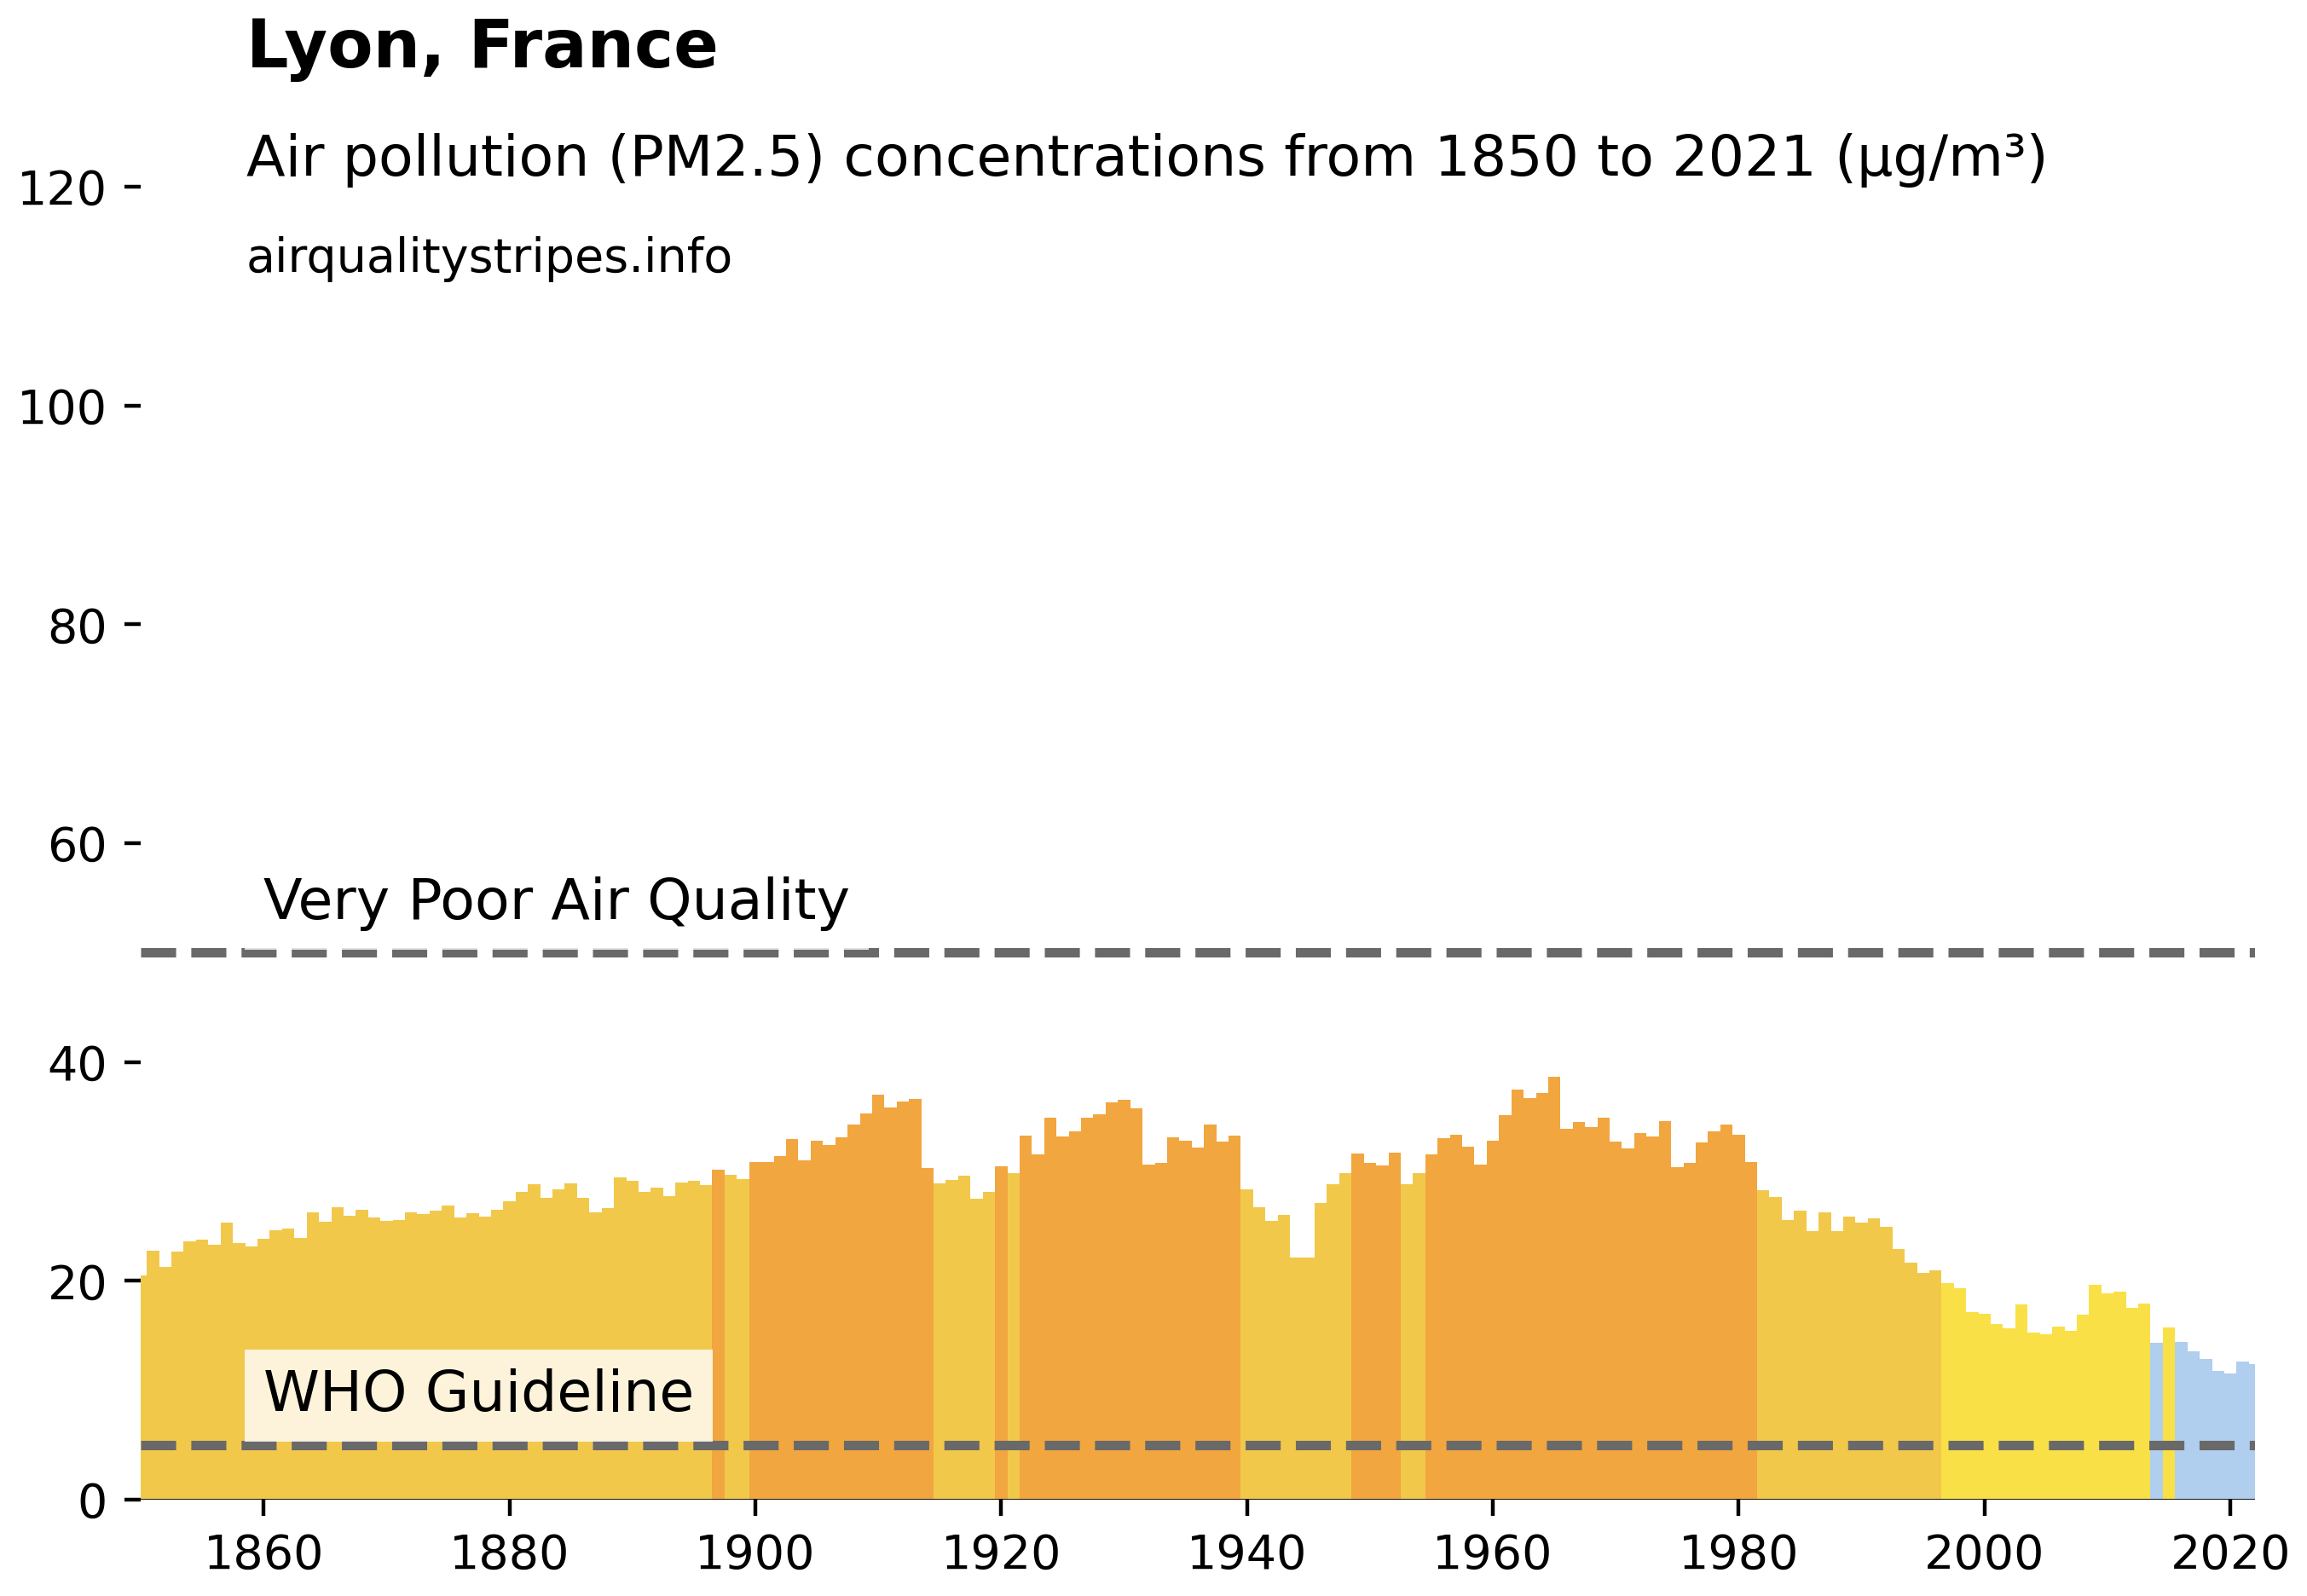 Lyon, France
Air pollution (PM2.5) concentrations from 1850 to 2021 (µg/m³)
airqualitystripes.info
120
100
80
60
Very Poor Air Quality
40
20
WHO Guideline
0
1860 1880 1900 1920 1940 1960 1980 2000 2020